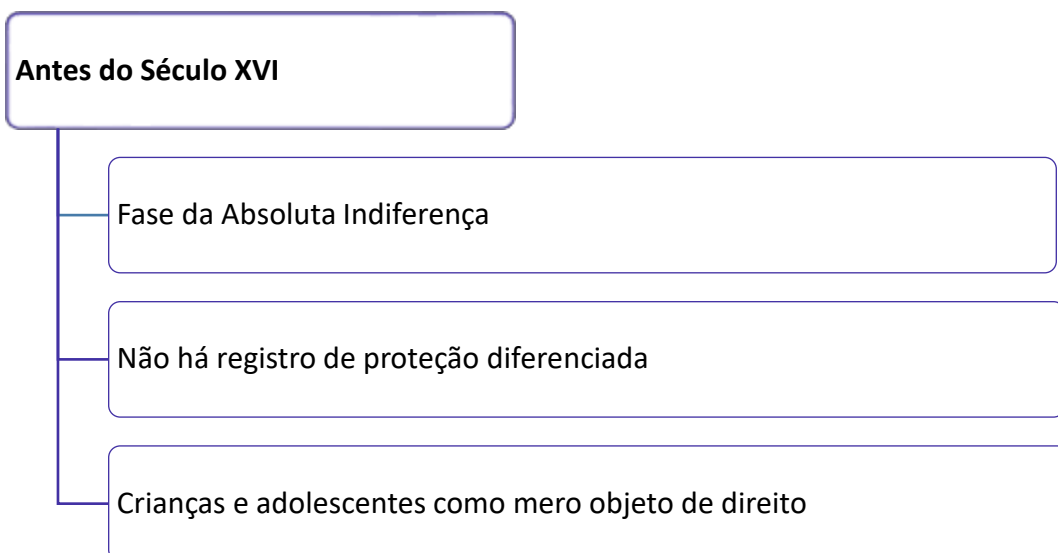 Antes do Século XVI
Fase da Absoluta Indiferença
Não há registro de proteção diferenciada
Crianças e adolescentes como mero objeto de direito